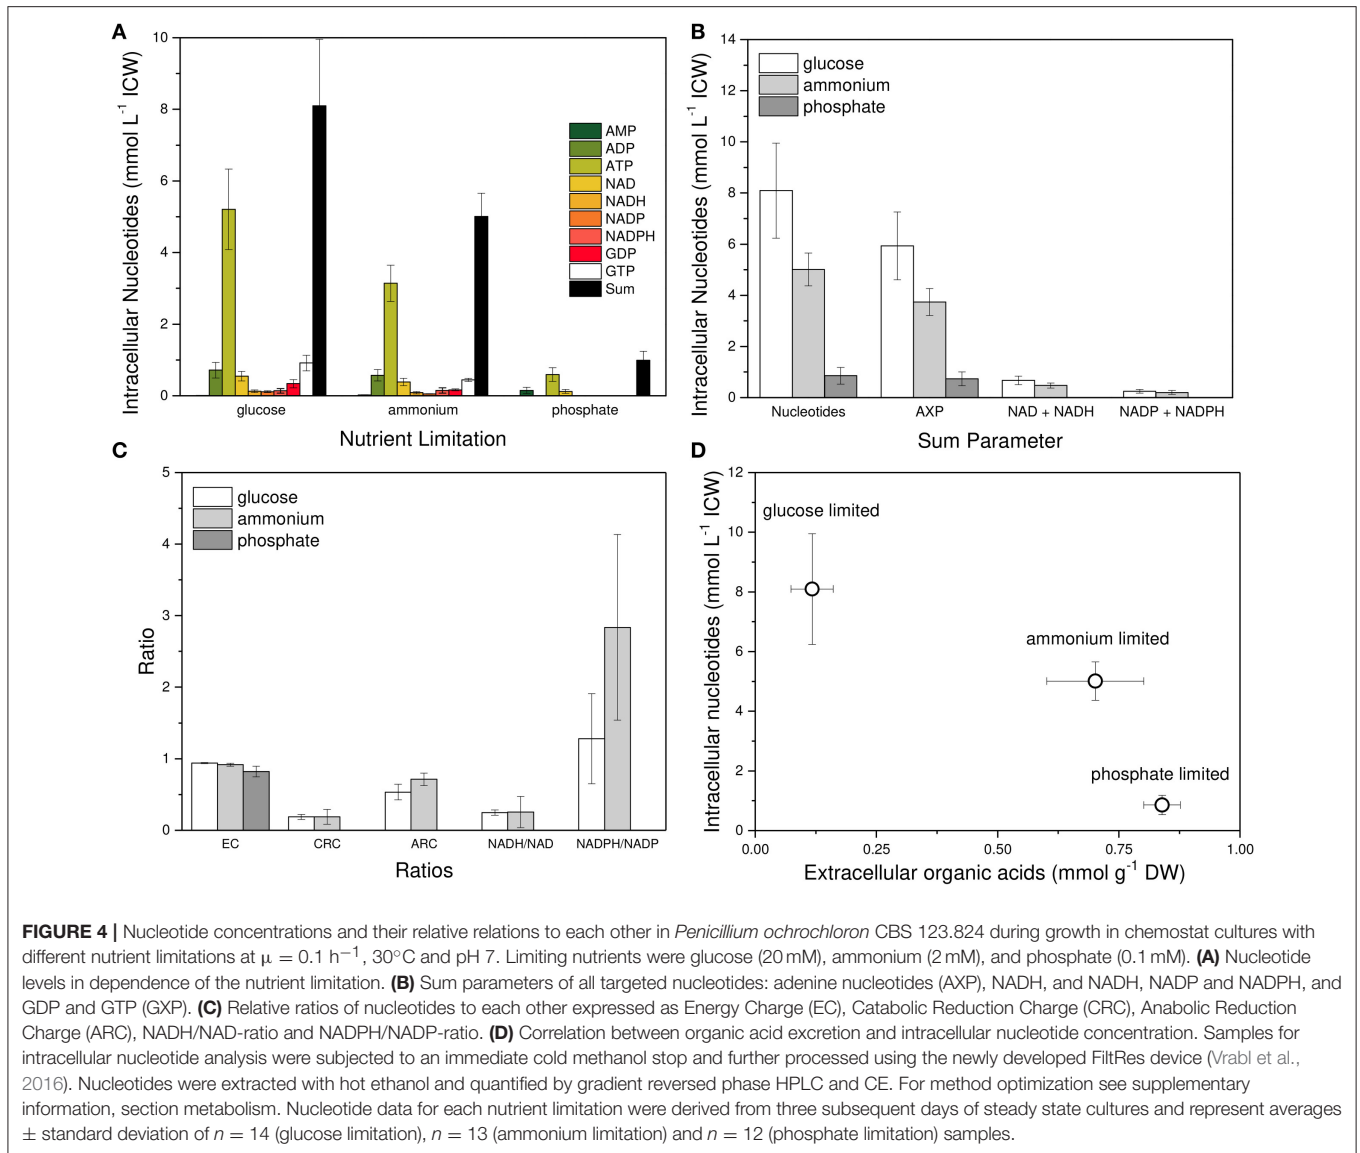 A
Intracellular Nucleotides (mmol L⁻¹ ICW)
10
8
6
4
2
0
AMP
ADP
ATP
NAD
NADH
NADP
NADPH
GDP
GTP
Sum
glucose
ammonium
phosphate
Nutrient Limitation
B
Intracellular Nucleotides (mmol L⁻¹ ICW)
14
12
10
8
6
4
2
0
glucose
ammonium
phosphate
Nucleotides
AXP
NAD + NADH
NADP + NADPH
Sum Parameter
C
Ratio
5
4
3
2
1
0
glucose
ammonium
phosphate
EC
CRC
ARC
NADH/NAD
NADPH/NADP
Ratios
D
Intracellular nucleotides (mmol L⁻¹ ICW)
12
10
8
6
4
2
0
glucose limited
ammonium limited
phosphate limited
0.00
0.25
0.50
0.75
1.00
Extracellular organic acids (mmol g⁻¹ DW)
FIGURE 4 | Nucleotide concentrations and their relative relations to each other in Penicillium ochrochloron CBS 123.824 during growth in chemostat cultures with
different nutrient limitations at μ = 0.1 h⁻¹, 30°C and pH 7. Limiting nutrients were glucose (20 mM), ammonium (2 mM), and phosphate (0.1 mM). (A) Nucleotide
levels in dependence of the nutrient limitation. (B) Sum parameters of all targeted nucleotides: adenine nucleotides (AXP), NADH, and NADH, NADP and NADPH, and
GDP and GTP (GXP). (C) Relative ratios of nucleotides to each other expressed as Energy Charge (EC), Catabolic Reduction Charge (CRC), Anabolic Reduction
Charge (ARC), NADH/NAD-ratio and NADPH/NADP-ratio. (D) Correlation between organic acid excretion and intracellular nucleotide concentration. Samples for
intracellular nucleotide analysis were subjected to an immediate cold methanol stop and further processed using the newly developed FiltRes device (Vrabl et al.,
2016). Nucleotides were extracted with hot ethanol and quantified by gradient reversed phase HPLC and CE. For method optimization see supplementary
information, section metabolism. Nucleotide data for each nutrient limitation were derived from three subsequent days of steady state cultures and represent averages
± standard deviation of n = 14 (glucose limitation), n = 13 (ammonium limitation) and n = 12 (phosphate limitation) samples.